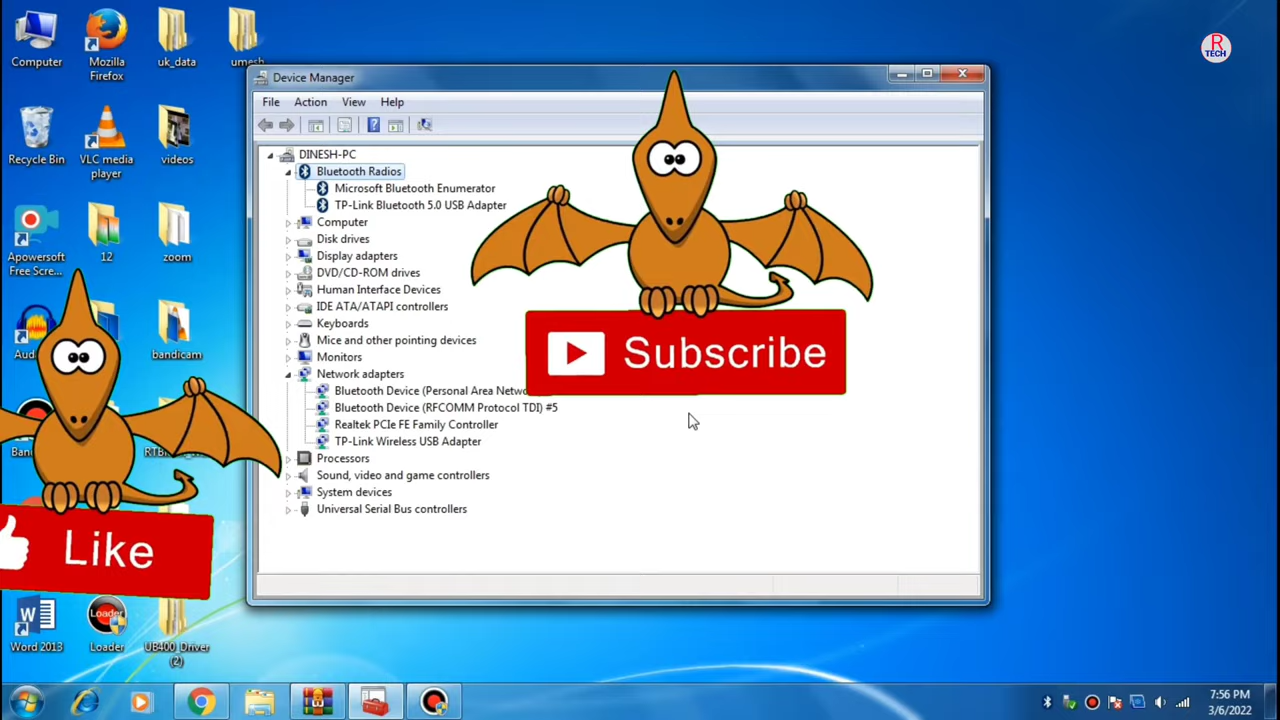 R
TECH
Computer
Mozilla
Firefox
uk_data
umesh
Recycle Bin
VLC media
player
videos
Apowersoft
Free Scre...
12
zoom
bandicam
Word 2013
Loader
Loader
UB400_Driver
(2)
Device Manager
File Action View Help
DINESH-PC
Bluetooth Radios
Microsoft Bluetooth Enumerator
TP-Link Bluetooth 5.0 USB Adapter
Computer
Disk drives
Display adapters
DVD/CD-ROM drives
Human Interface Devices
IDE ATA/ATAPI controllers
Keyboards
Mice and other pointing devices
Monitors
Network adapters
Bluetooth Device (Personal Area
Bluetooth Device (RFCOMM Protocol TDI) #5
Realtek PCIe FE Family Controller
TP-Link Wireless USB Adapter
Processors
Sound, video and game controllers
System devices
Universal Serial Bus controllers
Subscribe
Like
7:56 PM
3/6/2022